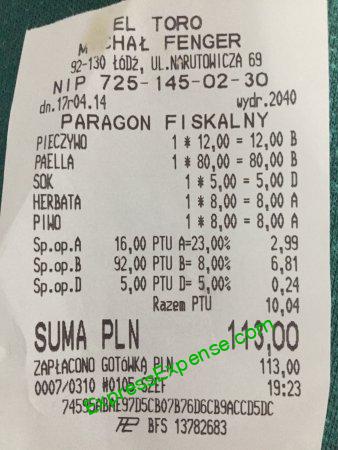 EL TORO
MICHAŁ FENGER
92-130 ŁÓDŹ, UL.NARUTOWICZA 69
NIP 725-145-02-30
dn.17r04.14 wydr.2040
PARAGON FISKALNY
PIECZYWO 1 * 12,00 = 12,00 B
PAELLA 1 * 80,00 = 80,00 B
SOK 1 * 5,00 = 5,00 D
HERBATA 1 * 8,00 = 8,00 A
PIWO 1 * 8,00 = 8,00 A
Sp.op.A 16,00 PTU A=23,00% 2,99
Sp.op.B 92,00 PTU B= 8,00% 6,81
Sp.op.D 5,00 PTU D= 5,00% 0,24
Razem PTU 10,04
SUMA PLN 113,00
ZAPŁACONO GOTÓWKĄ PLN 113,00
0007/0310 #0105 SZEF 19:23
BFS 13782683
ExpressExpense.com